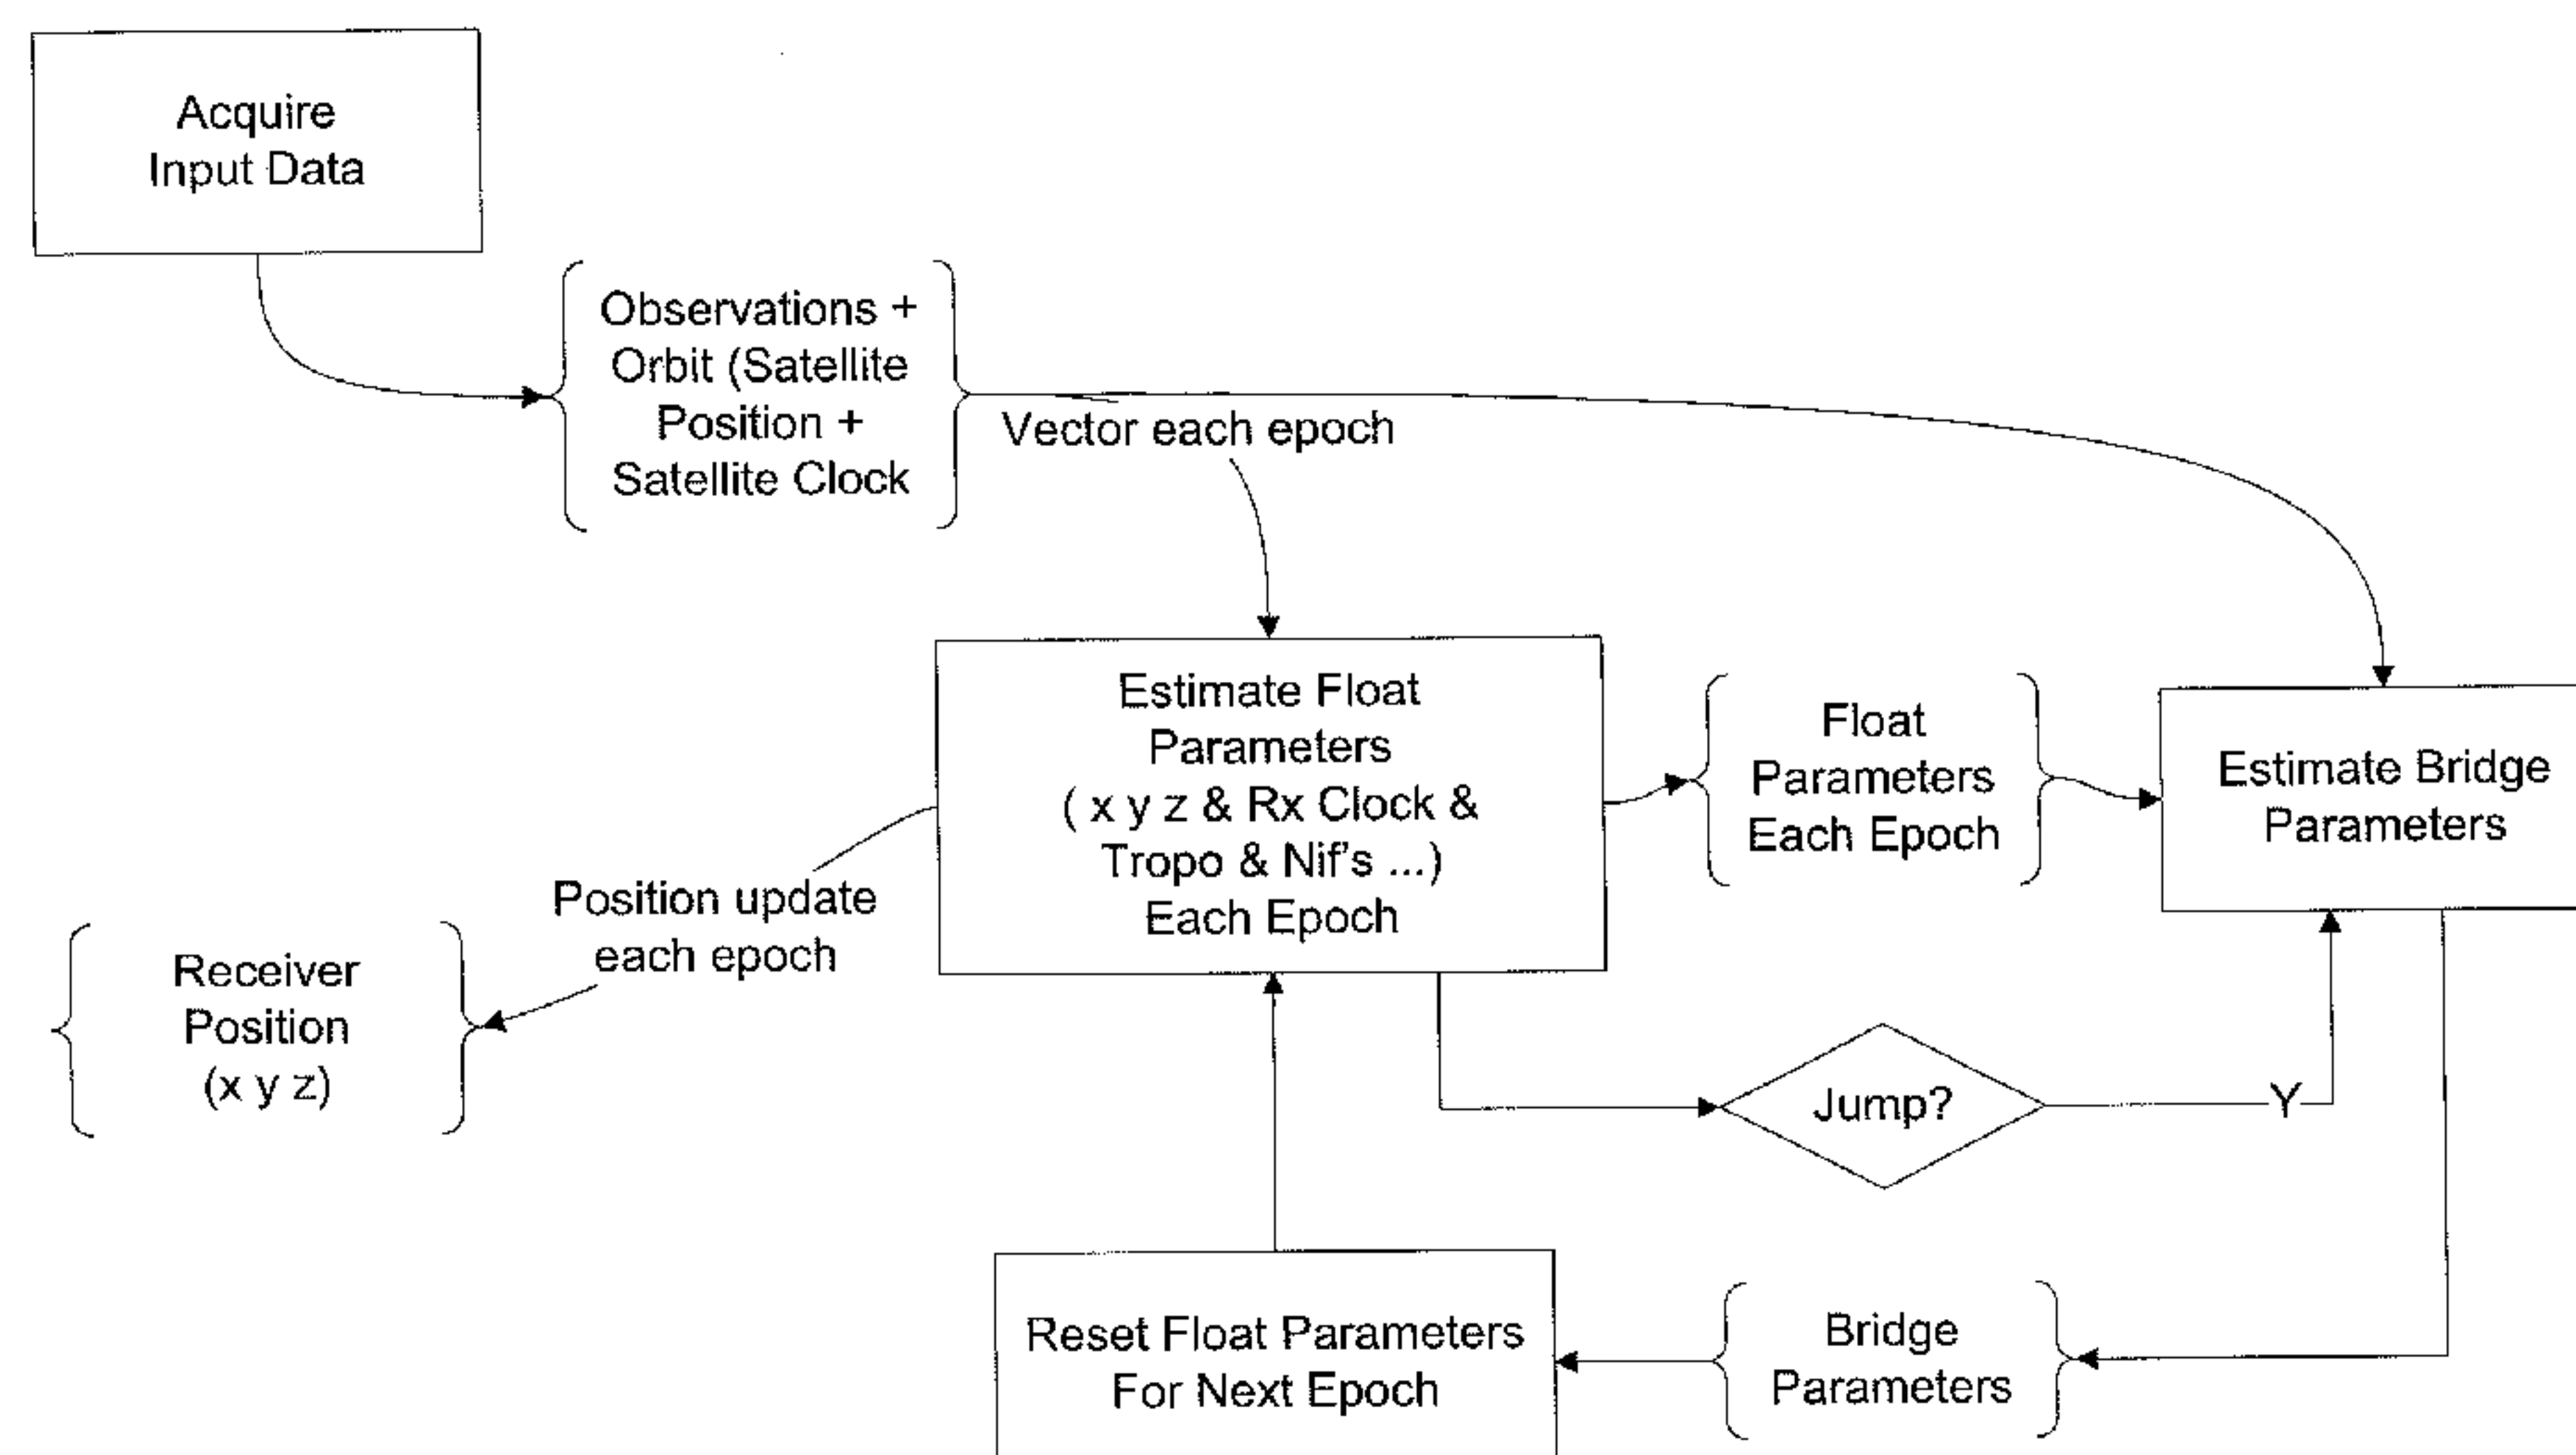 Acquire
Input Data
Observations +
Orbit (Satellite
Position +
Satellite Clock
Vector each epoch
Estimate Float
Parameters
( x y z & Rx Clock &
Tropo & Nif's ...)
Each Epoch
Float
Parameters
Each Epoch
Estimate Bridge
Parameters
Position update
each epoch
Receiver
Position
(x y z)
Jump?
Y
Reset Float Parameters
For Next Epoch
Bridge
Parameters